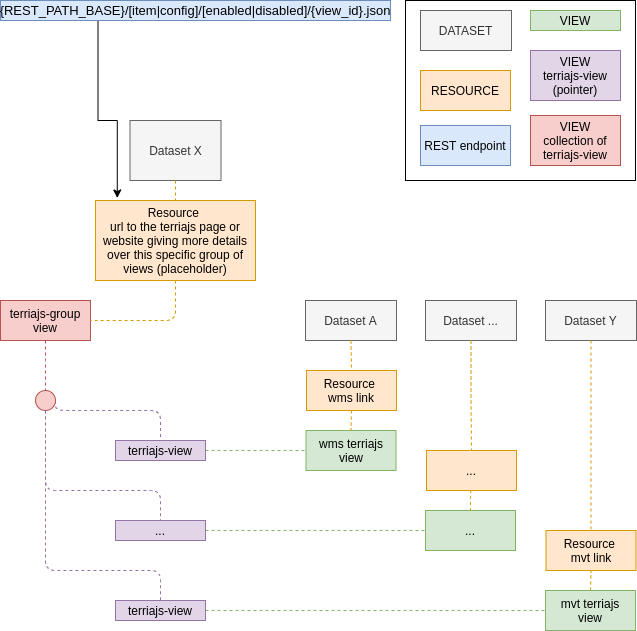 {REST_PATH_BASE}/[item|config]/[enabled|disabled]/{view_id}.json
DATASET
VIEW
RESOURCE
VIEW
terriajs-view
(pointer)
REST endpoint
VIEW
collection of
terriajs-view
Dataset X
Resource
url to the terriajs page or
website giving more details
over this specific group of
views (placeholder)
terriajs-group
view
Dataset A
Dataset ...
Dataset Y
Resource
wms link
terriajs-view
wms terriajs
view
...
...
...
Resource
mvt link
terriajs-view
mvt terriajs
view